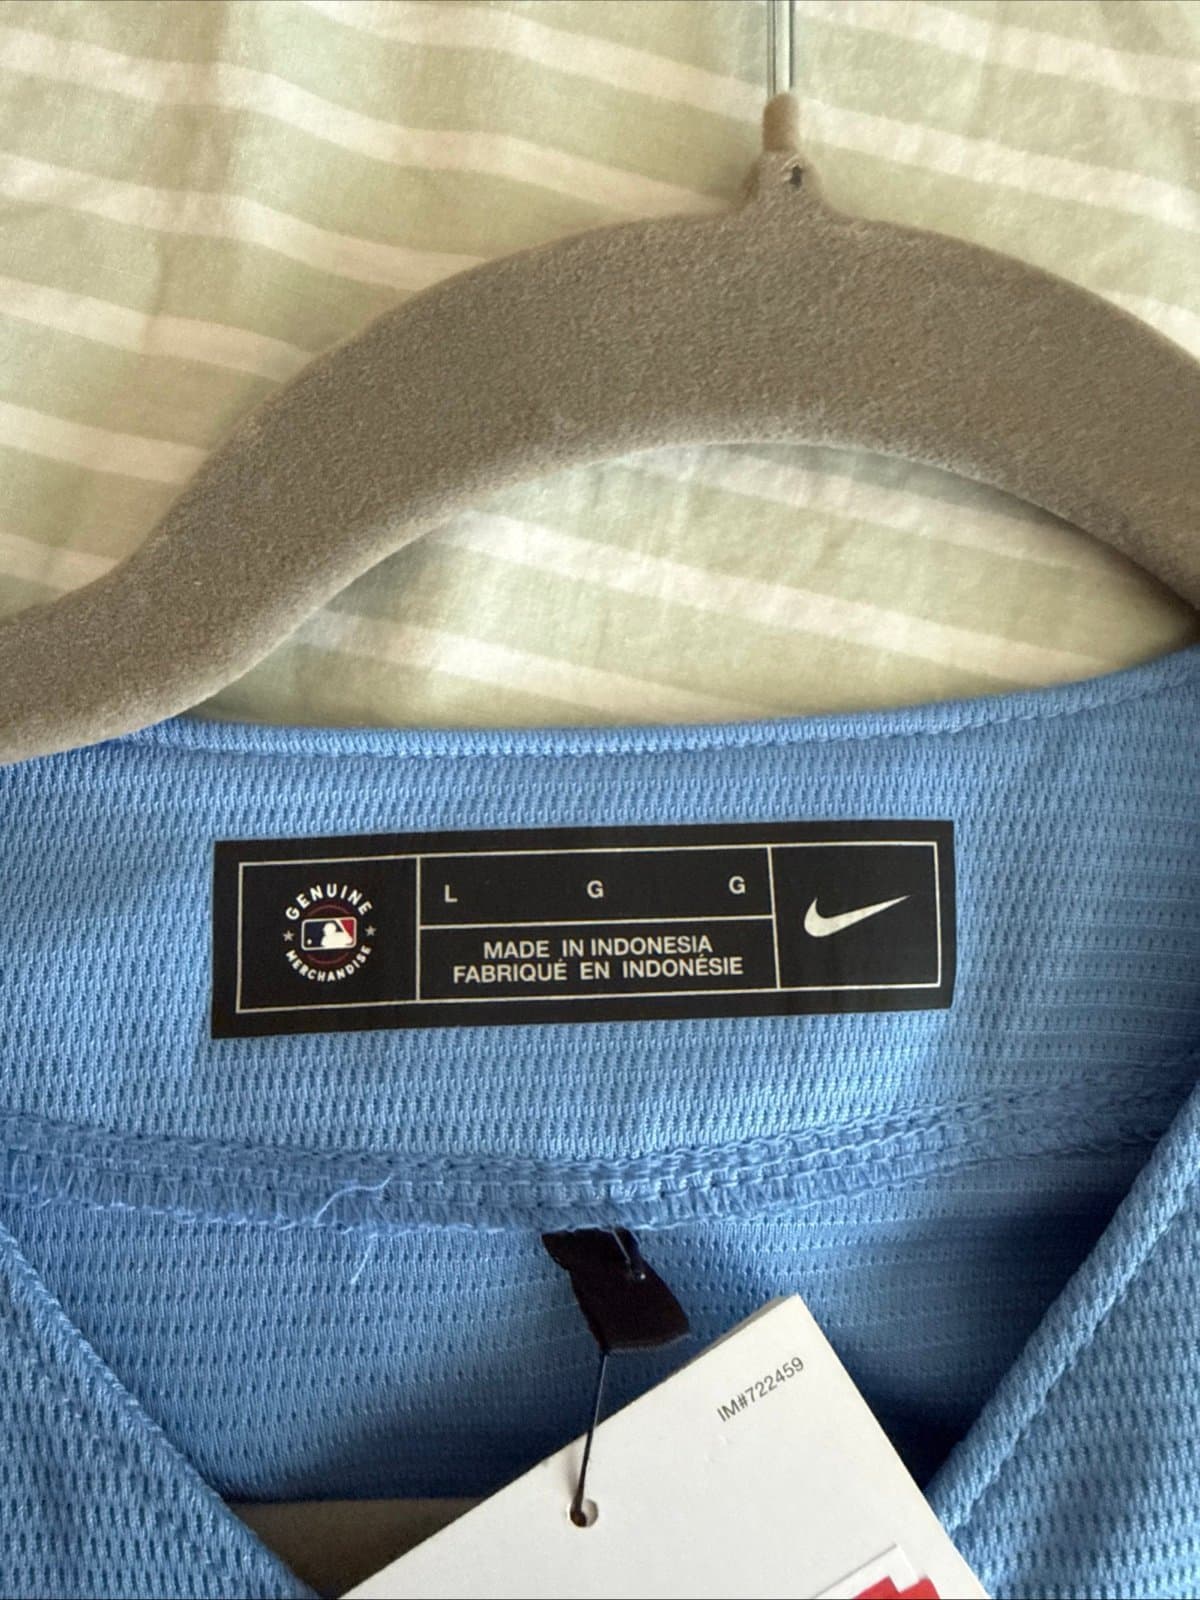 GENUINE
MERCHANDISE
L G G
MADE IN INDONESIA
FABRIQUÉ EN INDONÉSIE
IM#722459